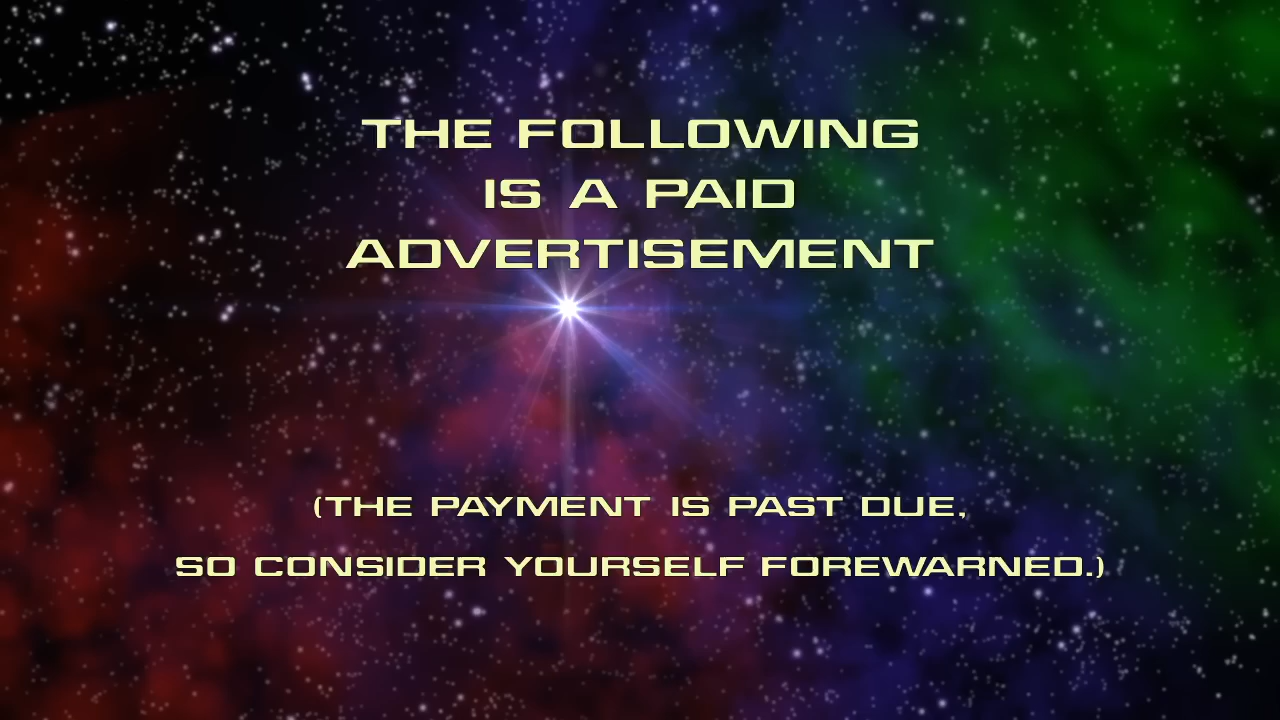 THE FOLLOWING
IS A PAID
ADVERTISEMENT
(THE PAYMENT IS PAST DUE,
SO CONSIDER YOURSELF FOREWARNED.)